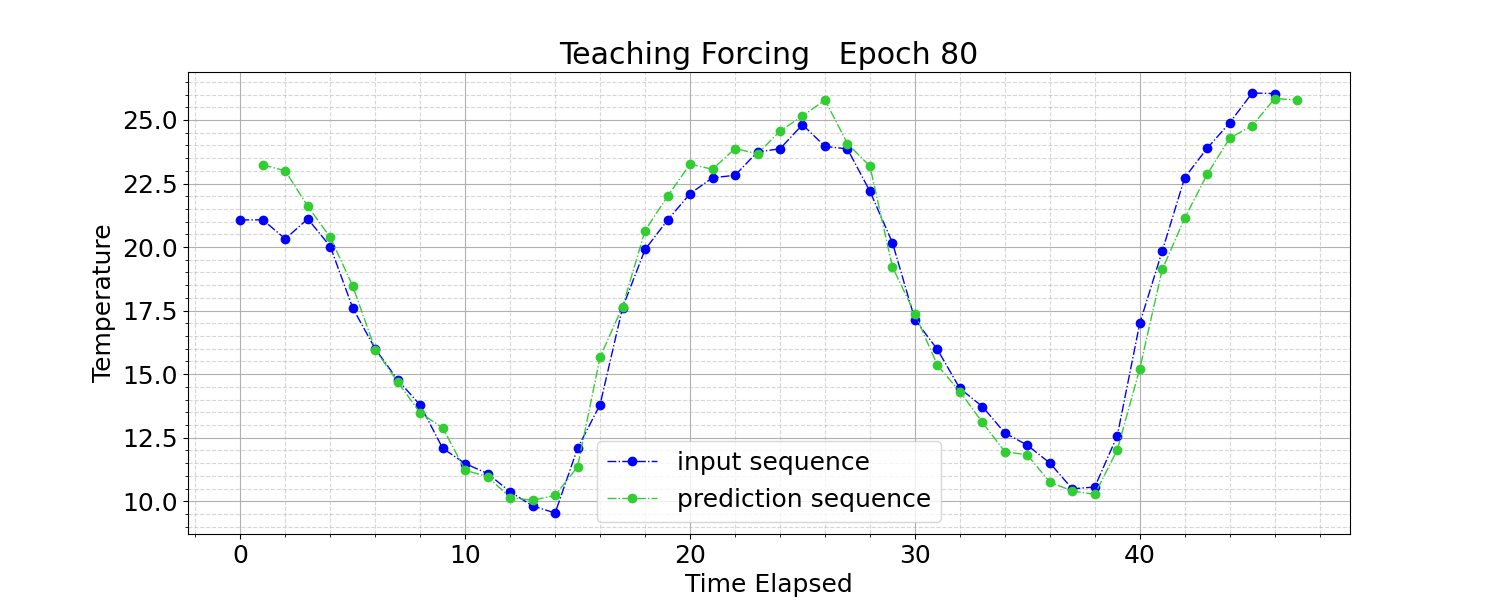 Teaching Forcing   Epoch 80
Temperature
25.0
22.5
20.0
17.5
15.0
12.5
10.0
input sequence
prediction sequence
0 10 20 30 40
Time Elapsed